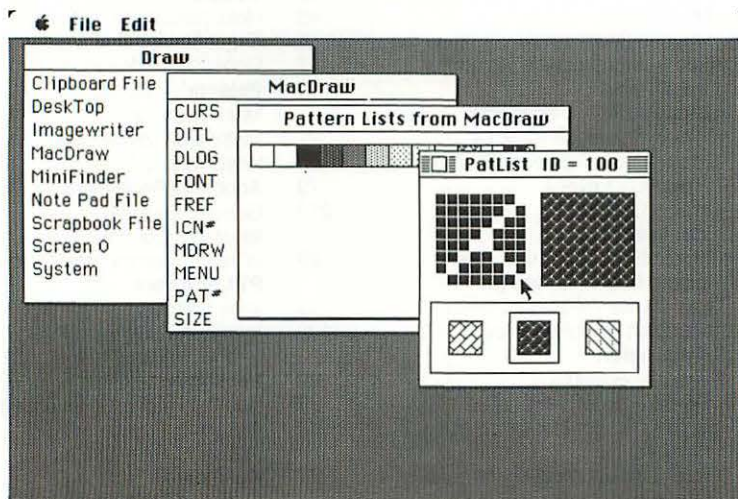 File Edit
Draw
Clipboard File
DeskTop
Imagewriter
MacDraw
MiniFinder
Note Pad File
Scrapbook File
Screen 0
System
MacDraw
CURS
DITL
DLOG
FONT
FREF
ICN#
MDRW
MENU
PAT#
SIZE
Pattern Lists from MacDraw
PatList ID = 100